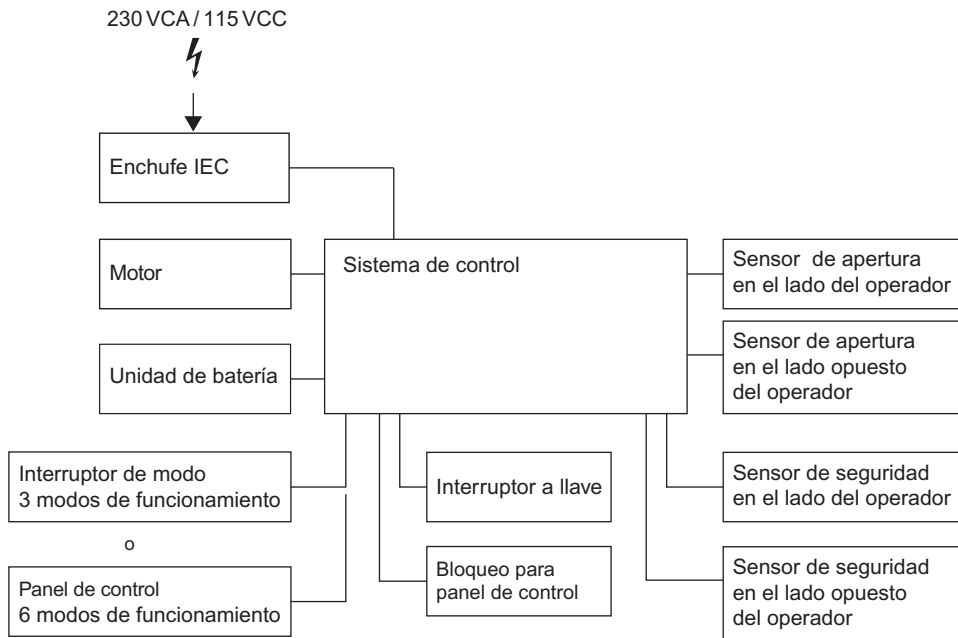 230 VCA / 115 VCC
Enchufe IEC
Motor
Sistema de control
Unidad de batería
Sensor de apertura
en el lado del operador
Sensor de apertura
en el lado opuesto
del operador
Interruptor de modo
3 modos de funcionamiento
o
Panel de control
6 modos de funcionamiento
Interruptor a llave
Bloqueo para
panel de control
Sensor de seguridad
en el lado del operador
Sensor de seguridad
en el lado opuesto
del operador